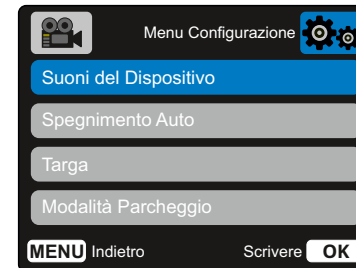 Menu Configurazione
Suoni del Dispositivo
Spegnimento Auto
Targa
Modalità Parcheggio
MENU Indietro Scrivere OK